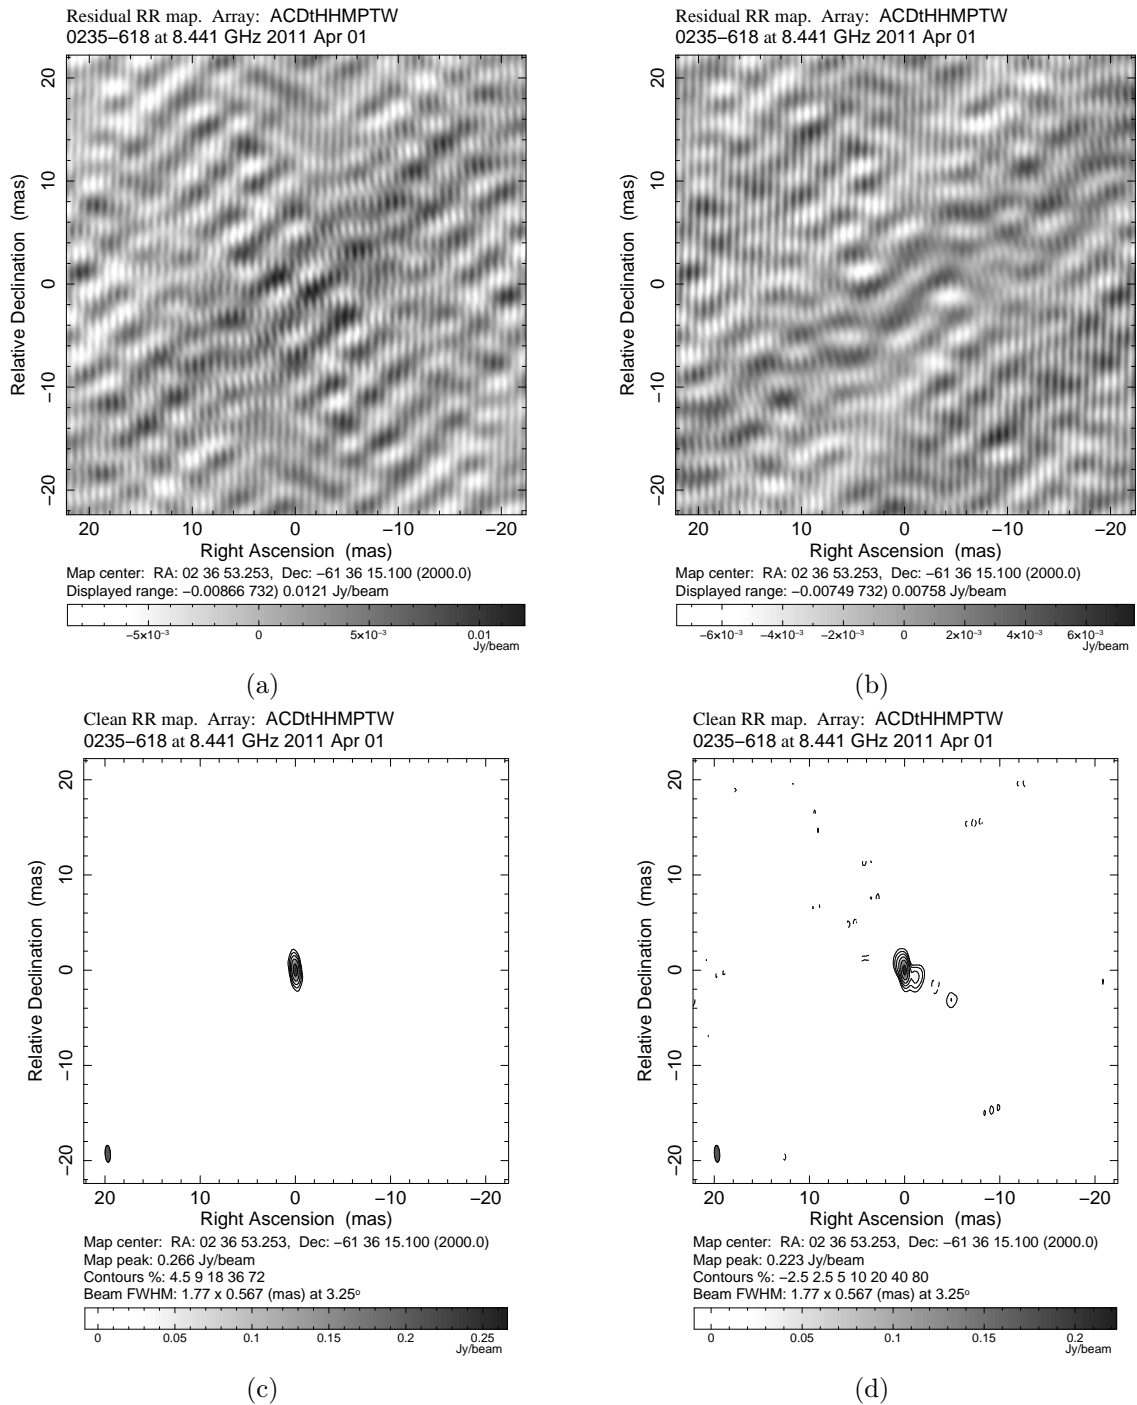 Residual RR map.  Array:  ACDtHHMPTW
0235−618 at 8.441 GHz 2011 Apr 01
Relative Declination  (mas)
20
10
0
−10
−20
20
10
0
−10
−20
Right Ascension  (mas)
Map center:  RA: 02 36 53.253,  Dec: −61 36 15.100 (2000.0)
Displayed range: −0.00866 732) 0.0121 Jy/beam
−5×10⁻³
0
5×10⁻³
0.01
Jy/beam
(a)
Residual RR map.  Array:  ACDtHHMPTW
0235−618 at 8.441 GHz 2011 Apr 01
Relative Declination  (mas)
20
10
0
−10
−20
20
10
0
−10
−20
Right Ascension  (mas)
Map center:  RA: 02 36 53.253,  Dec: −61 36 15.100 (2000.0)
Displayed range: −0.00749 732) 0.00758 Jy/beam
−6×10⁻³
−4×10⁻³
−2×10⁻³
0
2×10⁻³
4×10⁻³
6×10⁻³
Jy/beam
(b)
Clean RR map.  Array:  ACDtHHMPTW
0235−618 at 8.441 GHz 2011 Apr 01
Relative Declination  (mas)
20
10
0
−10
−20
20
10
0
−10
−20
Right Ascension  (mas)
Map center:  RA: 02 36 53.253,  Dec: −61 36 15.100 (2000.0)
Map peak: 0.266 Jy/beam
Contours %: 4.5 9 18 36 72
Beam FWHM: 1.77 x 0.567 (mas) at 3.25°
0
0.05
0.1
0.15
0.2
0.25
Jy/beam
(c)
Clean RR map.  Array:  ACDtHHMPTW
0235−618 at 8.441 GHz 2011 Apr 01
Relative Declination  (mas)
20
10
0
−10
−20
20
10
0
−10
−20
Right Ascension  (mas)
Map center:  RA: 02 36 53.253,  Dec: −61 36 15.100 (2000.0)
Map peak: 0.223 Jy/beam
Contours %: −2.5 2.5 5 10 20 40 80
Beam FWHM: 1.77 x 0.567 (mas) at 3.25°
0
0.05
0.1
0.15
0.2
Jy/beam
(d)